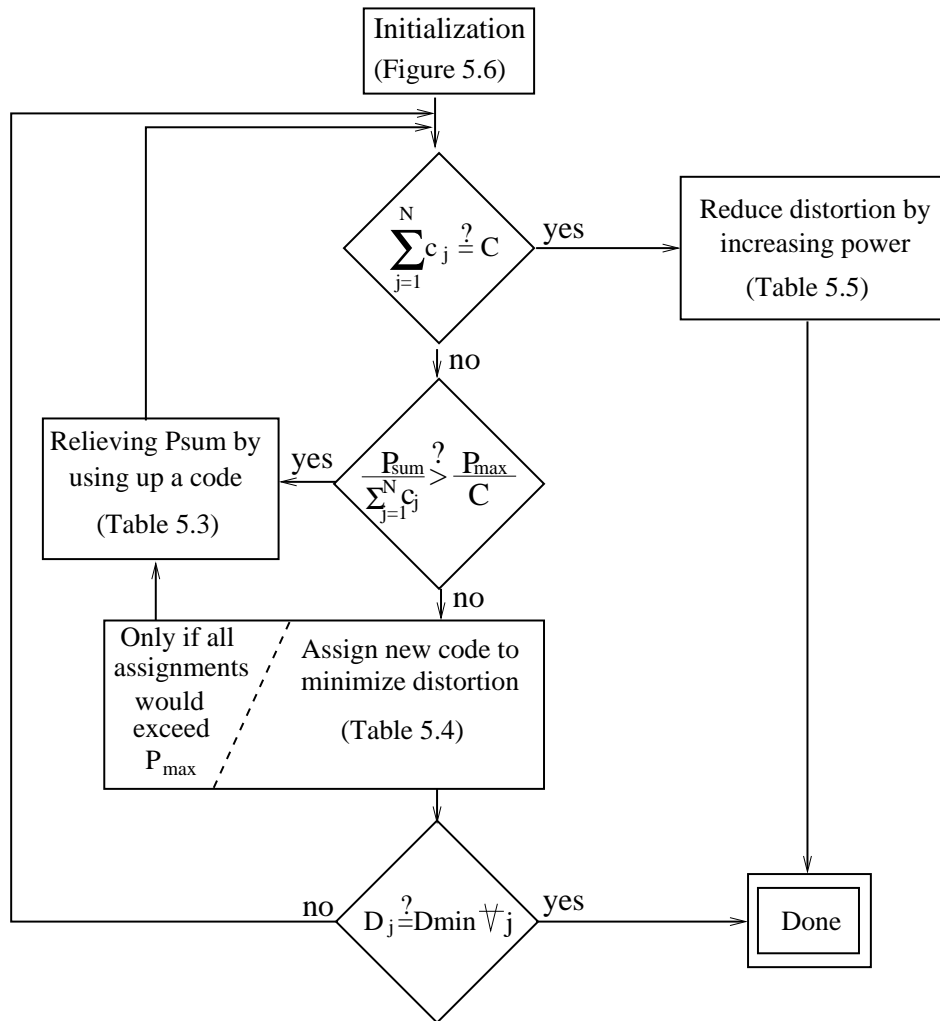 Initialization
(Figure 5.6)
N
∑ c j ?= C
j=1
yes
Reduce distortion by
increasing power
(Table 5.5)
no
Relieving Psum by
using up a code
(Table 5.3)
yes
Psum / Σ N j=1 cj ?> Pmax / C
no
Only if all
assignments
would
exceed
Pmax
Assign new code to
minimize distortion
(Table 5.4)
no
D j ?= Dmin ∀ j
yes
Done